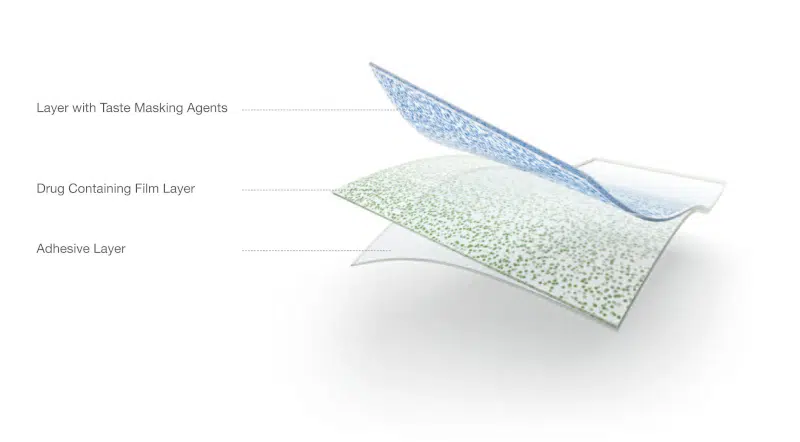 Layer with Taste Masking Agents
Drug Containing Film Layer
Adhesive Layer